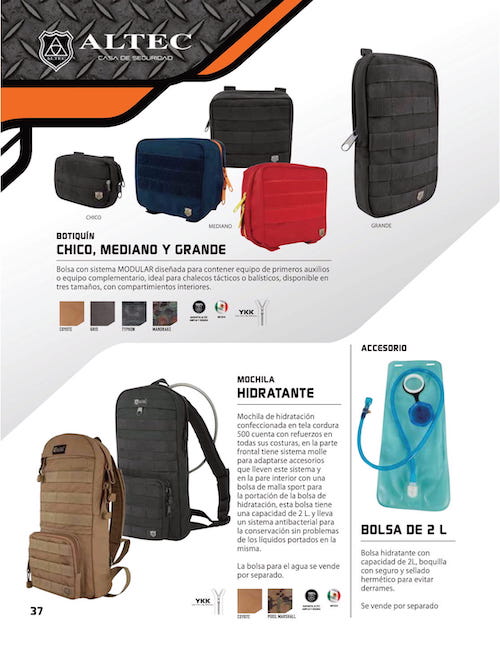 ALTEC
CASA DE SEGURIDAD
ALTEC
CHICO
MEDIANO
GRANDE
BOTIQUÍN
CHICO, MEDIANO Y GRANDE
Bolsa con sistema MODULAR diseñada para contener equipo de primeros auxilios
o equipo complementario, ideal para chalecos tácticos o balísticos, disponible en
tres tamaños, con compartimientos interiores.
COYOTE
GRIS
TYPHON
MANDRAKE
MEXICO
YKK
ACCESORIO
MOCHILA
HIDRATANTE
Mochila de hidratación
confeccionada en tela cordura
500 cuenta con refuerzos en
todas sus costuras, en la parte
frontal tiene sistema molle
para adaptarse accesorios
que lleven este sistema y
en la pare interior con una
bolsa de malla sport para
la portación de la bolsa de
hidratación, esta bolsa tiene
una capacidad de 2 L. y lleva
un sistema antibacterial para
la conservación sin problemas
de los líquidos portados en la
misma.
La bolsa para el agua se vende
por separado.
YKK
COYOTE
MEXICO
BOLSA DE 2 L
Bolsa hidratante con
capacidad de 2L, boquilla
con seguro y sellado
hermético para evitar
derrames.
Se vende por separado
37